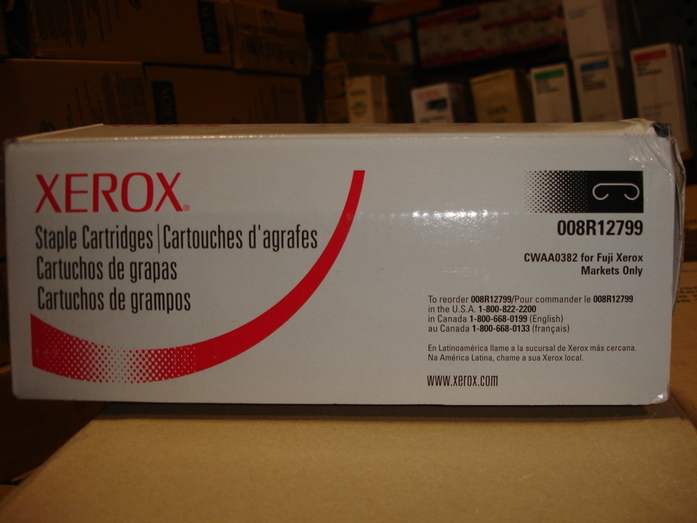 XEROX®
Staple Cartridges | Cartouches d'agrafes
Cartuchos de grapas
Cartuchos de grampos
008R12799
CWAA0382 for Fuji Xerox
Markets Only
To reorder 008R12799/Pour commander le 008R12799
in the U.S.A. 1-800-822-2200
in Canada 1-800-668-0199 (English)
au Canada 1-800-668-0133 (français)
En Latinoamérica llame a la sucursal de Xerox más cercana.
Na América Latina, chame a sua Xerox local.
www.xerox.com